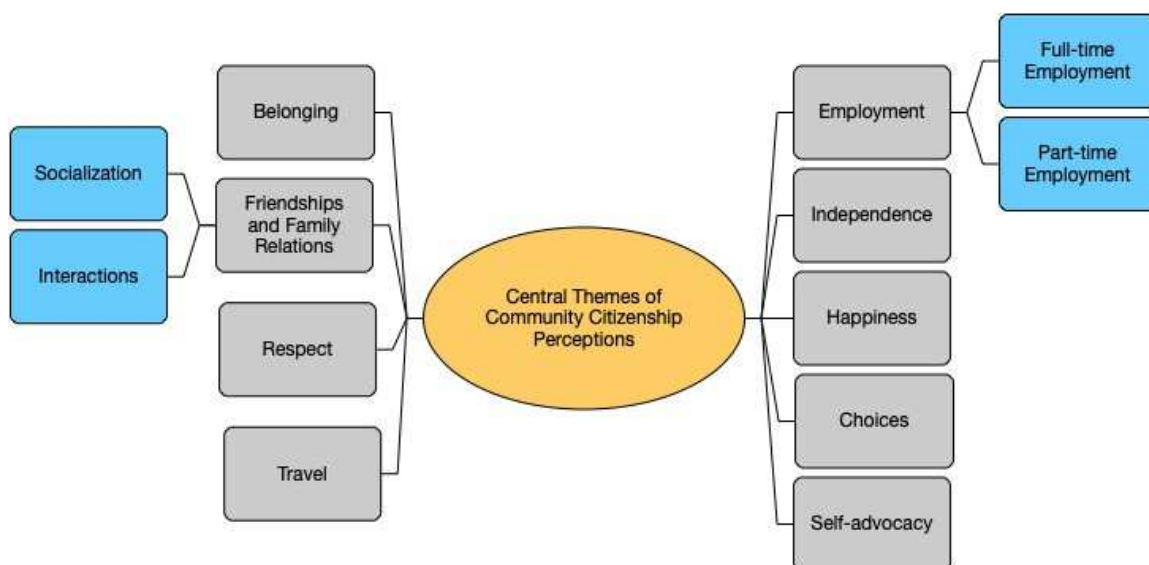 Full-time
Employment
Belonging
Employment
Socialization
Part-time
Employment
Friendships
and Family
Relations
Independence
Interactions
Central Themes of
Community Citizenship
Perceptions
Happiness
Respect
Choices
Travel
Self-advocacy